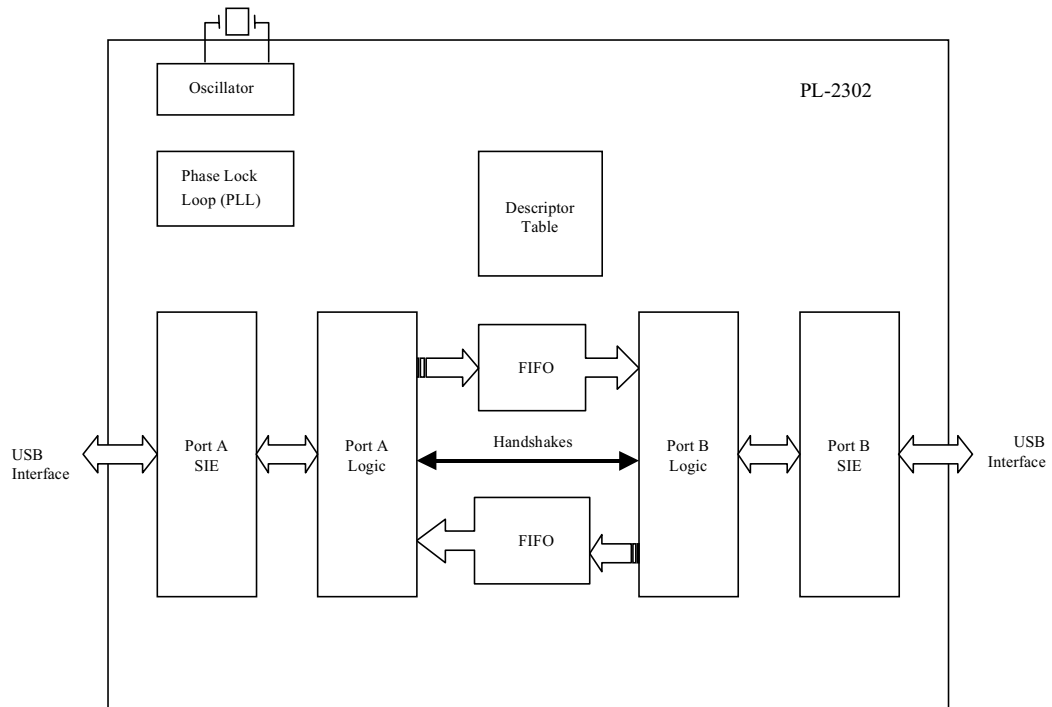 Oscillator
PL-2302
Phase Lock
Loop (PLL)
Descriptor
Table
FIFO
USB
Interface
Port A
SIE
Port A
Logic
Handshakes
Port B
Logic
Port B
SIE
USB
Interface
FIFO